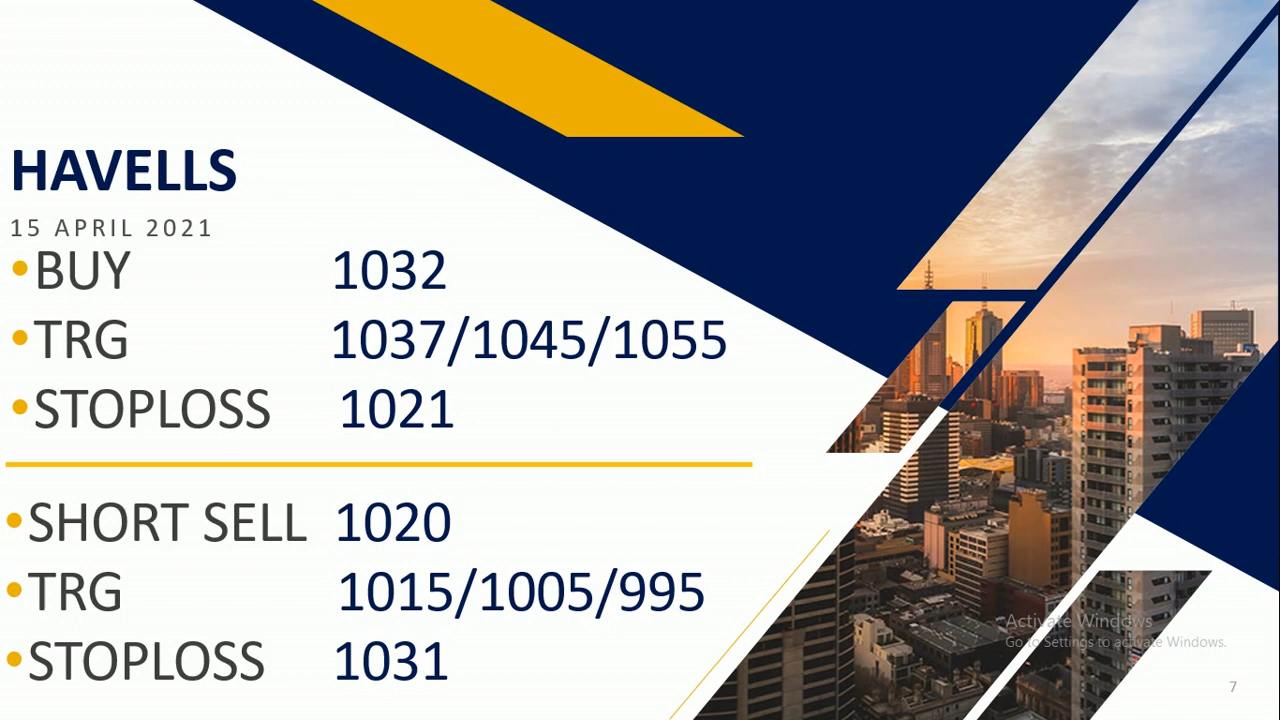 HAVELLS
15 APRIL 2021
•BUY 1032
•TRG 1037/1045/1055
•STOPLOSS 1021
•SHORT SELL 1020
•TRG 1015/1005/995
•STOPLOSS 1031
Activate Windows
Go to Settings to activate Windows.
7